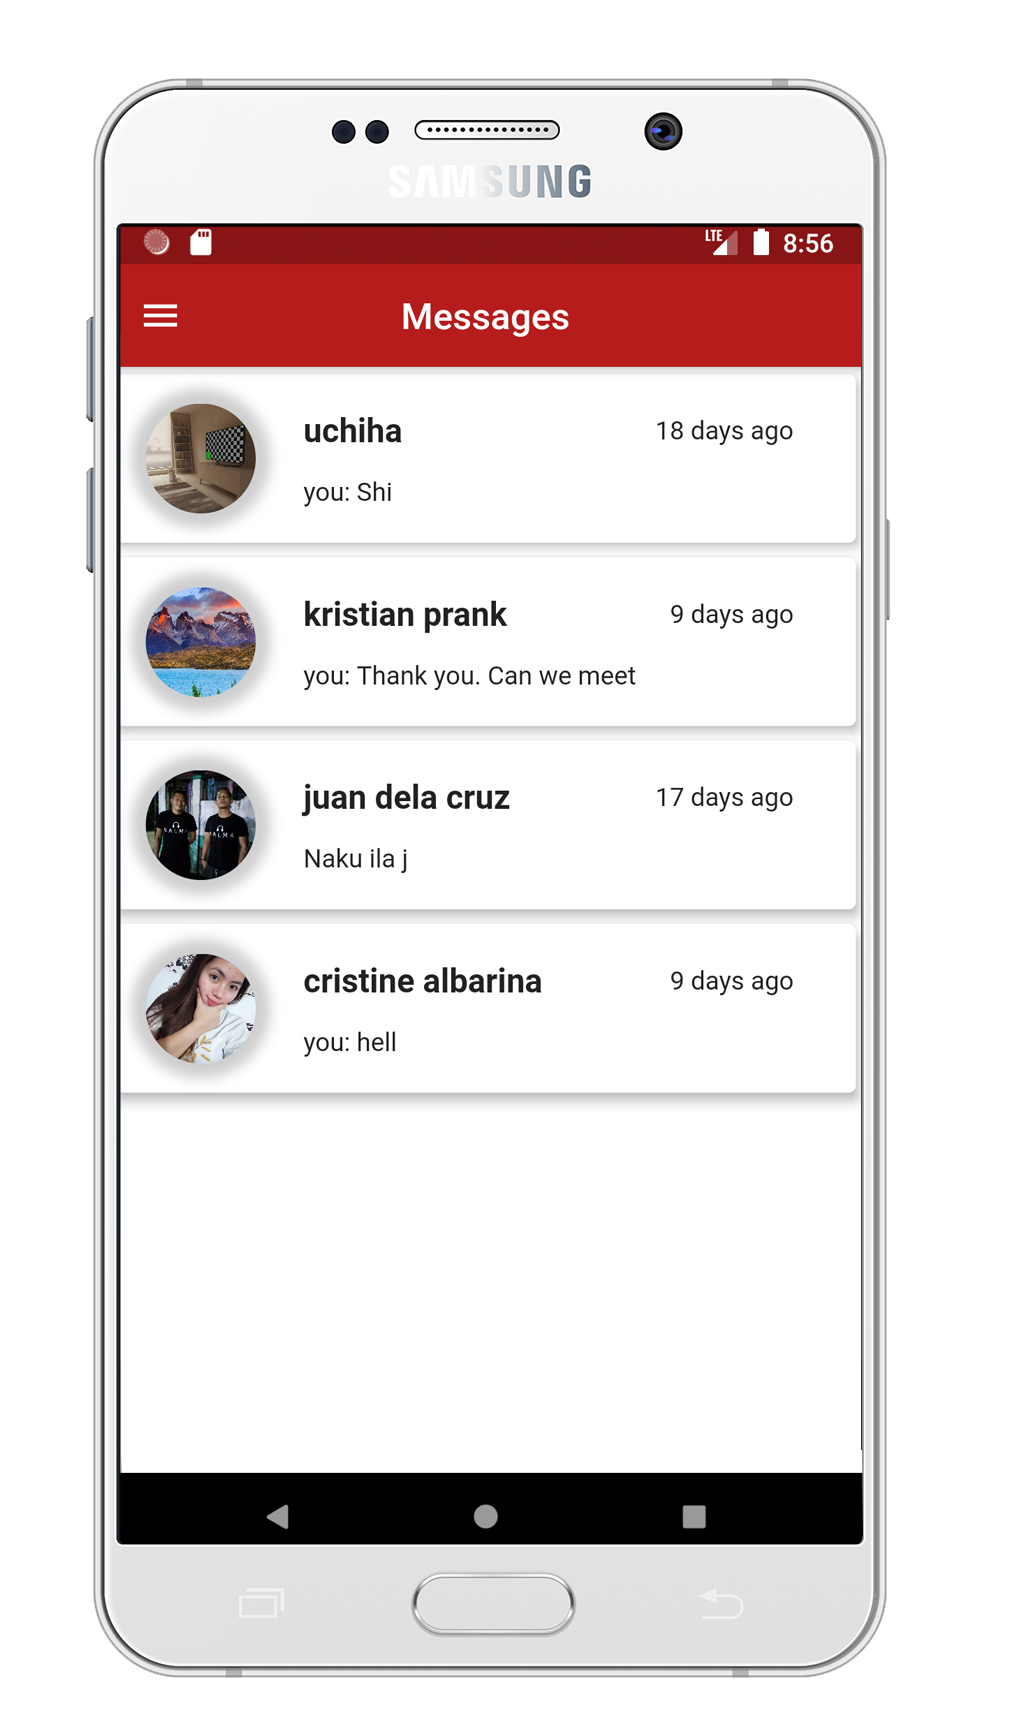 SAMSUNG
LTE 8:56
Messages
uchiha 18 days ago
you: Shi
kristian prank 9 days ago
you: Thank you. Can we meet
juan dela cruz 17 days ago
Naku ila j
cristine albarina 9 days ago
you: hell